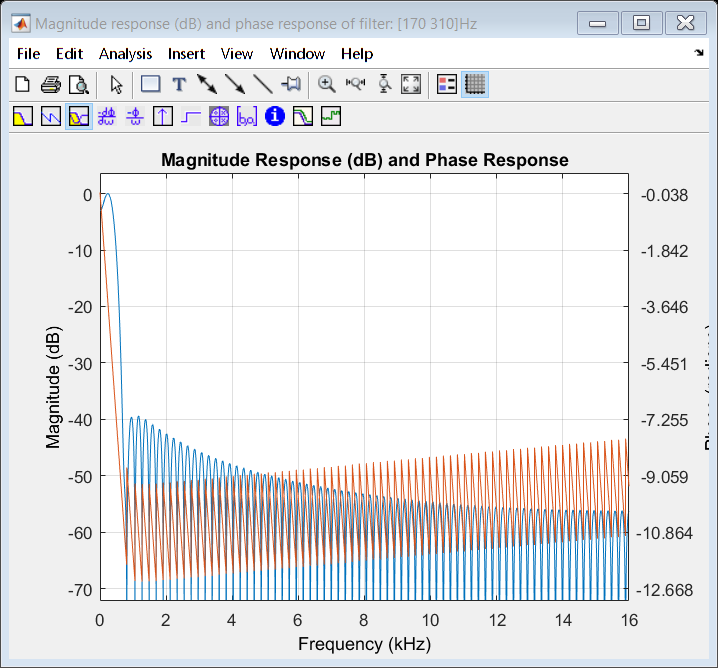 Magnitude response (dB) and phase response of filter: [170 310]Hz
File Edit Analysis Insert View Window Help
Magnitude Response (dB) and Phase Response
Magnitude (dB)
0
-10
-20
-30
-40
-50
-60
-70
-0.038
-1.842
-3.646
-5.451
-7.255
-9.059
-10.864
-12.668
0 2 4 6 8 10 12 14 16
Frequency (kHz)